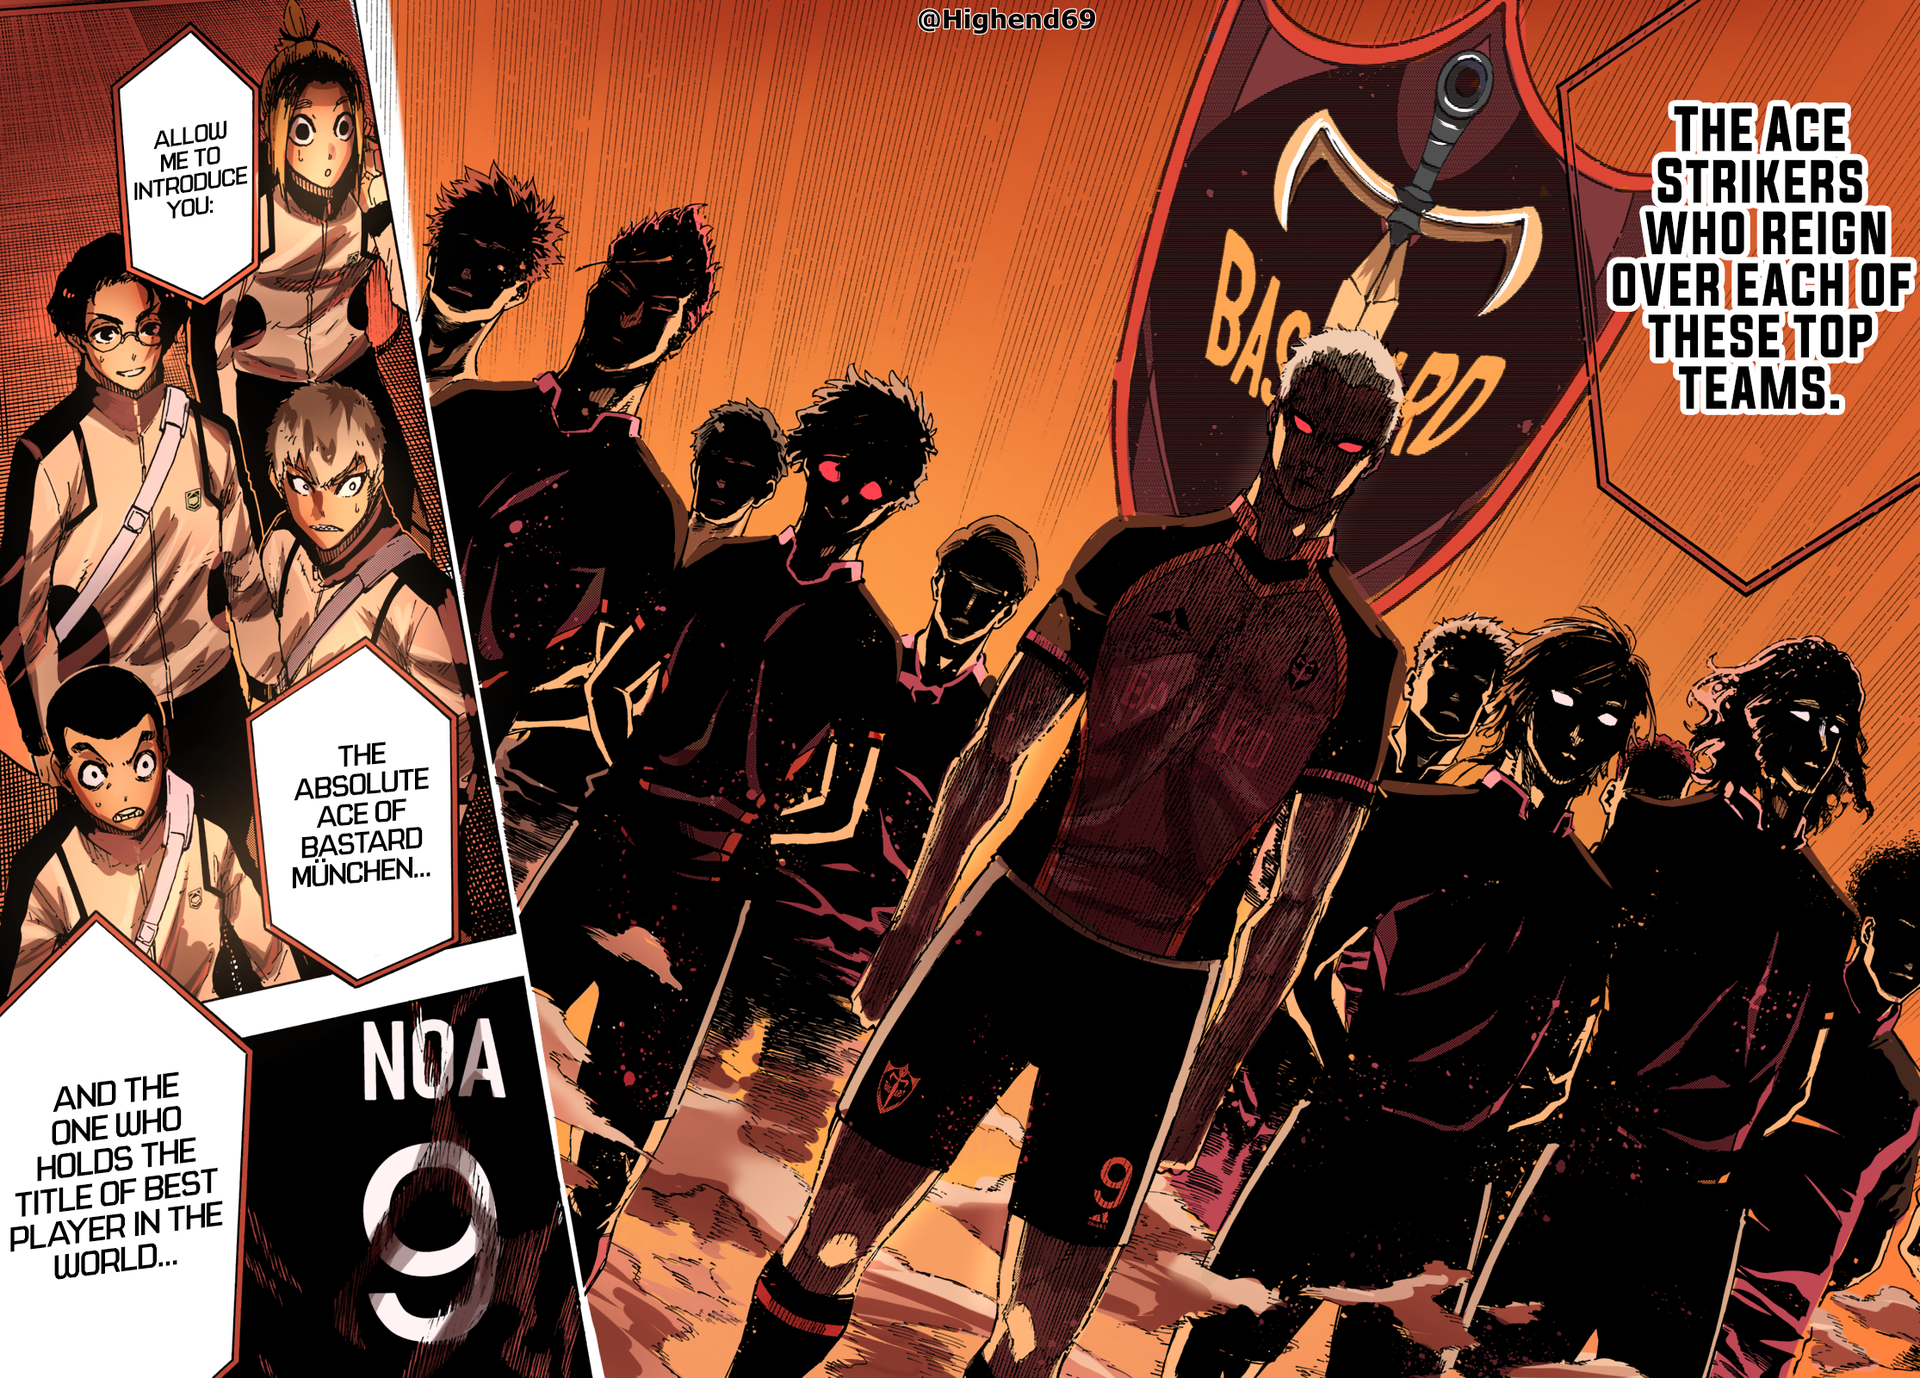 @Highend69
THE ACE
STRIKERS
WHO REIGN
OVER EACH OF
THESE TOP
TEAMS.
BAS
ARD
9
ALLOW
ME TO
INTRODUCE
YOU:
THE
ABSOLUTE
ACE OF
BASTARD
MÜNCHEN...
AND THE
ONE WHO
HOLDS THE
TITLE OF BEST
PLAYER IN THE
WORLD...
NOA
9